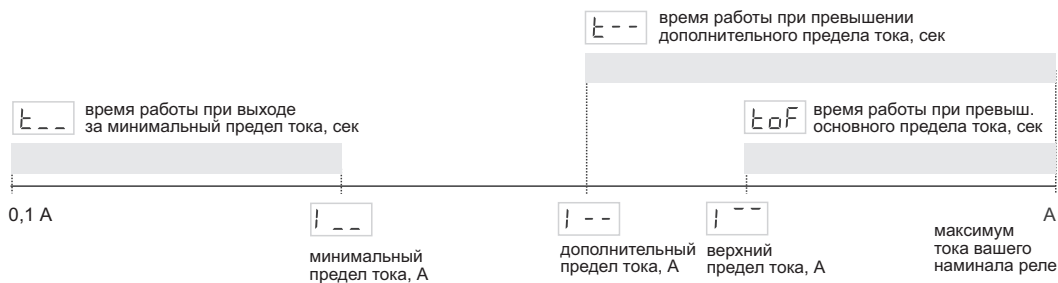 t-- время работы при превышении
дополнительного предела тока, сек
t__ время работы при выходе
за минимальный предел тока, сек
toF время работы при превыш.
основного предела тока, сек
0,1 А
А
I__
I--
I¯¯
минимальный
предел тока, А
дополнительный
предел тока, А
верхний
предел тока, А
максимум
тока вашего
наминала реле